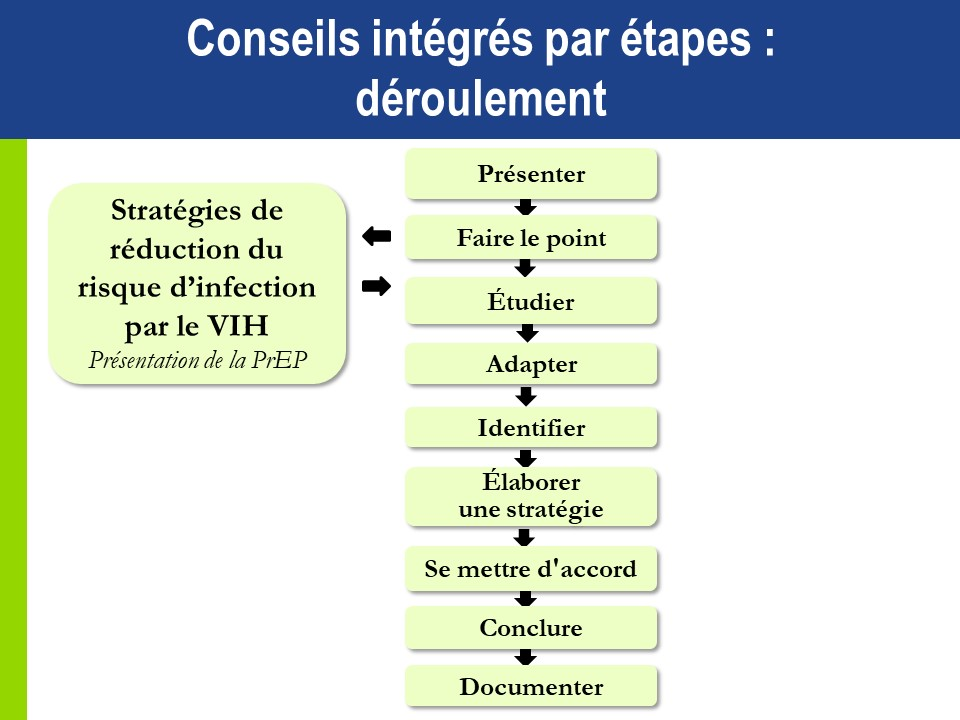 Conseils intégrés par étapes :
déroulement
Stratégies de
réduction du
risque d’infection
par le VIH
Présentation de la PrEP
Présenter
Faire le point
Étudier
Adapter
Identifier
Élaborer
une stratégie
Se mettre d'accord
Conclure
Documenter